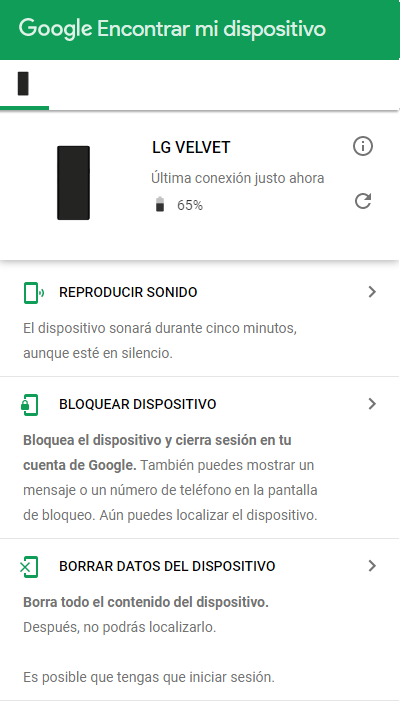 Google Encontrar mi dispositivo
LG VELVET
Última conexión justo ahora
65%
REPRODUCIR SONIDO
El dispositivo sonará durante cinco minutos,
aunque esté en silencio.
BLOQUEAR DISPOSITIVO
Bloquea el dispositivo y cierra sesión en tu
cuenta de Google. También puedes mostrar un
mensaje o un número de teléfono en la pantalla
de bloqueo. Aún puedes localizar el dispositivo.
BORRAR DATOS DEL DISPOSITIVO
Borra todo el contenido del dispositivo.
Después, no podrás localizarlo.
Es posible que tengas que iniciar sesión.